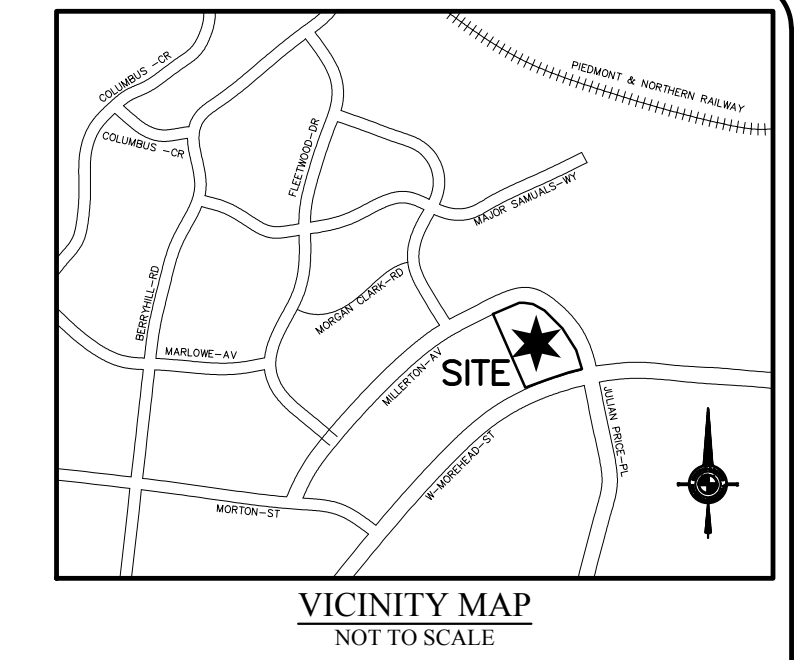 COLUMBUS -CR
PIEDMONT & NORTHERN RAILWAY
COLUMBUS -CR
FLEETWOOD-DR
MAJOR SAMUALS-WY
BERRYHILL-RD
MORGAN CLARK-RD
MARLOWE-AV
MILLERTON-AV
SITE
JULIAN PRICE-PL
W-MOREHEAD-ST
MORTON-ST
VICINITY MAP
NOT TO SCALE